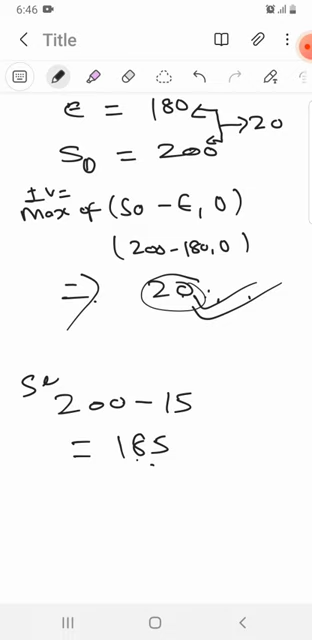 6:46
Title
e = 180
→ 20
S0 = 200
IV =
Max of (S0 - E, 0)
(200 - 180, 0)
⇒ 20
200 - 15
= 185